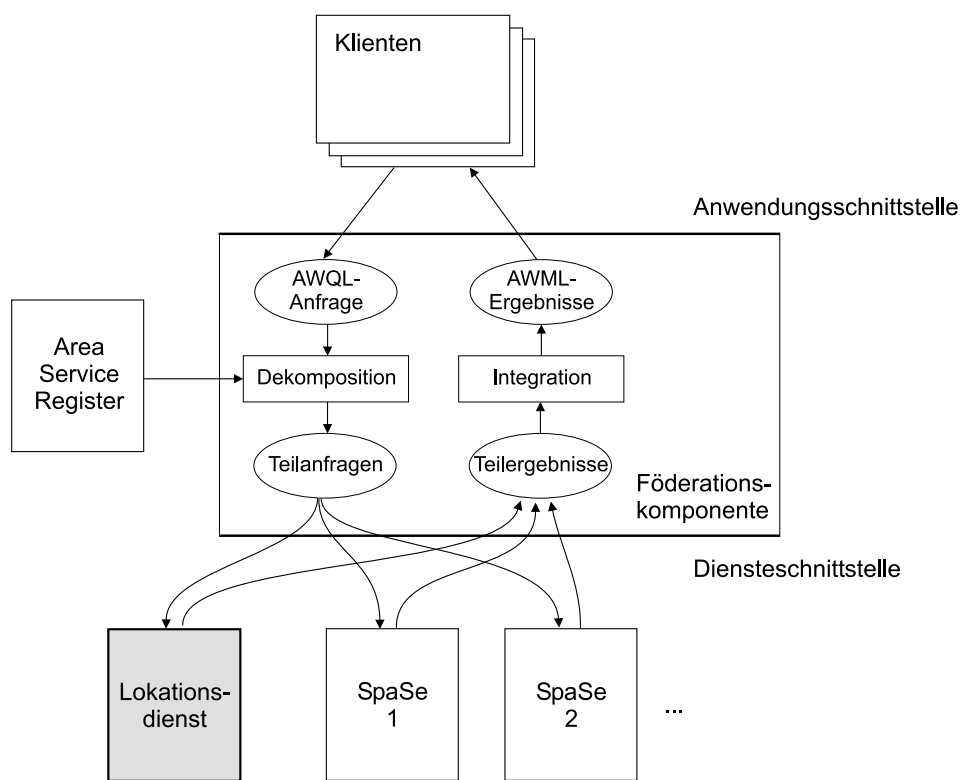 Klienten
Anwendungsschnittstelle
AWQL-
Anfrage
AWML-
Ergebnisse
Area
Service
Register
Dekomposition
Integration
Teilanfragen
Teilergebnisse
Föderations-
komponente
Diensteschnittstelle
Lokations-
dienst
SpaSe
1
SpaSe
2
...